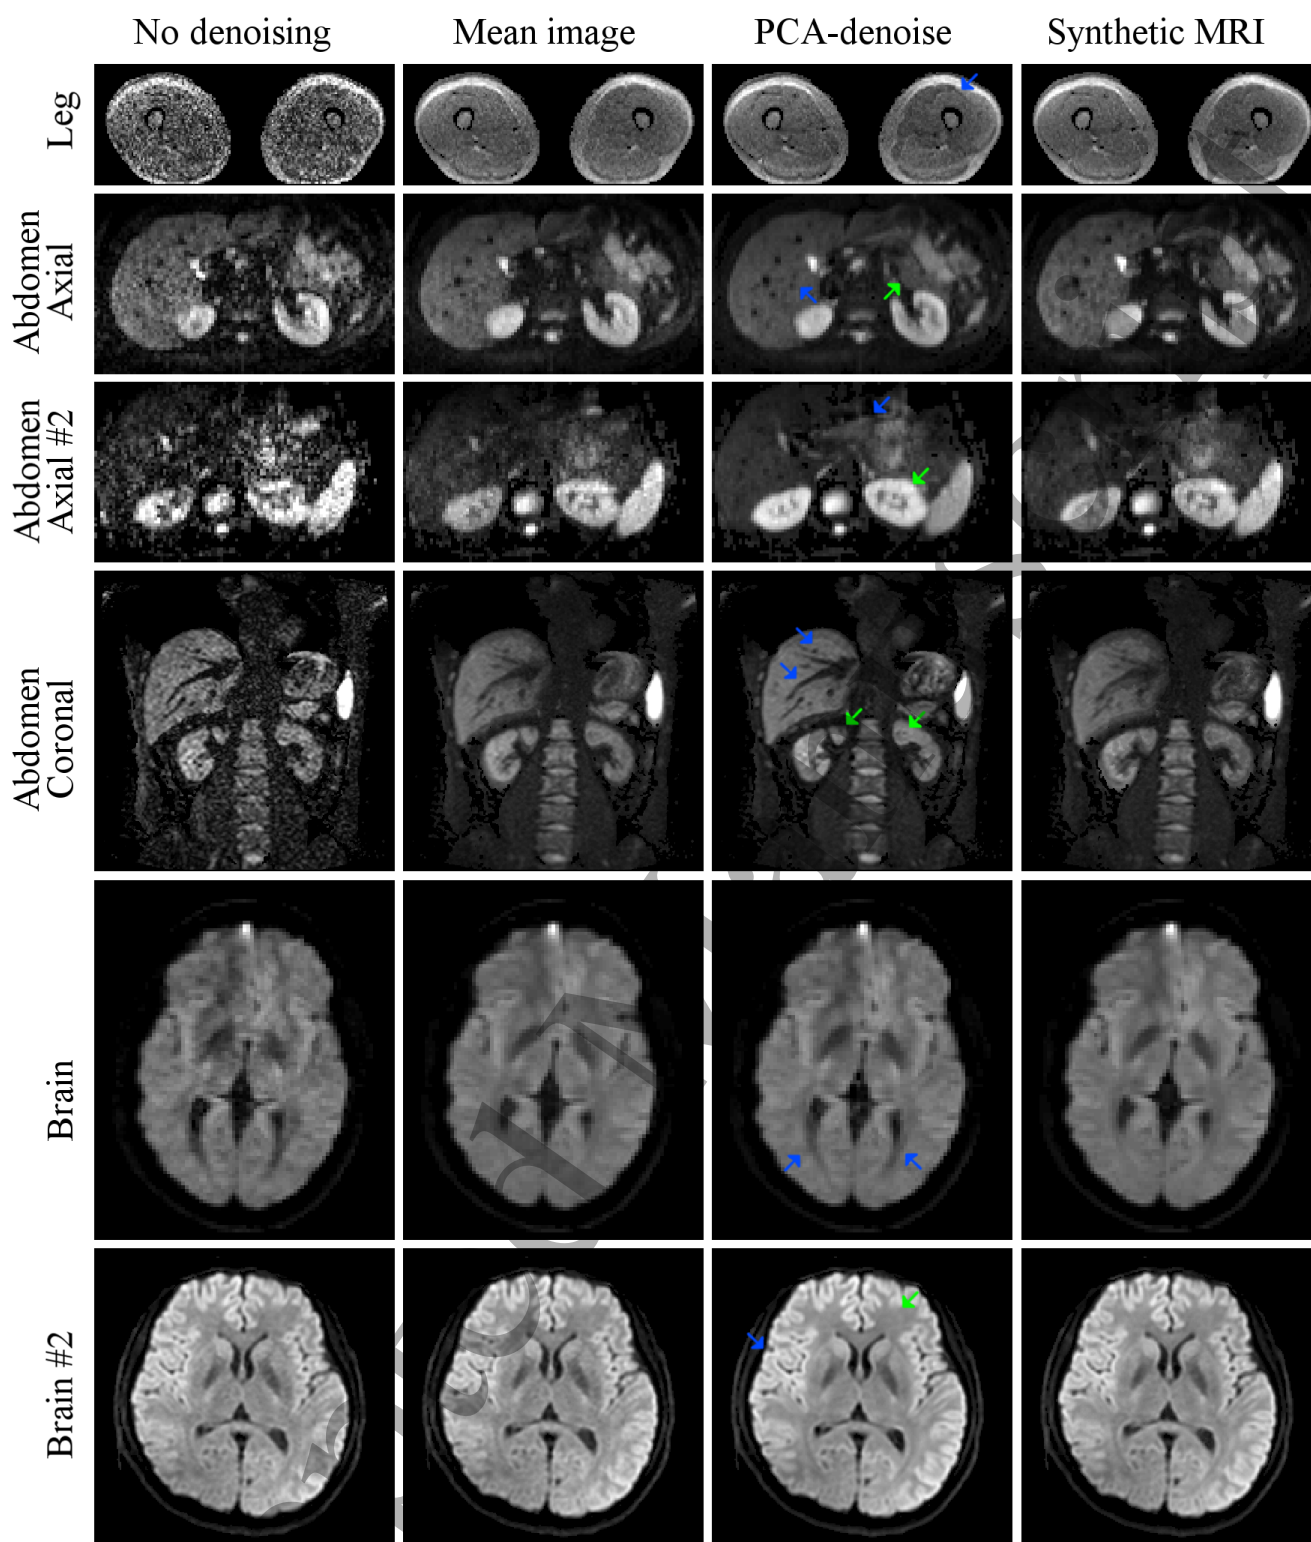 No denoising Mean image PCA-denoise Synthetic MRI
Leg
Abdomen
Axial
Abdomen
Axial #2
Abdomen
Coronal
Brain
Brain #2